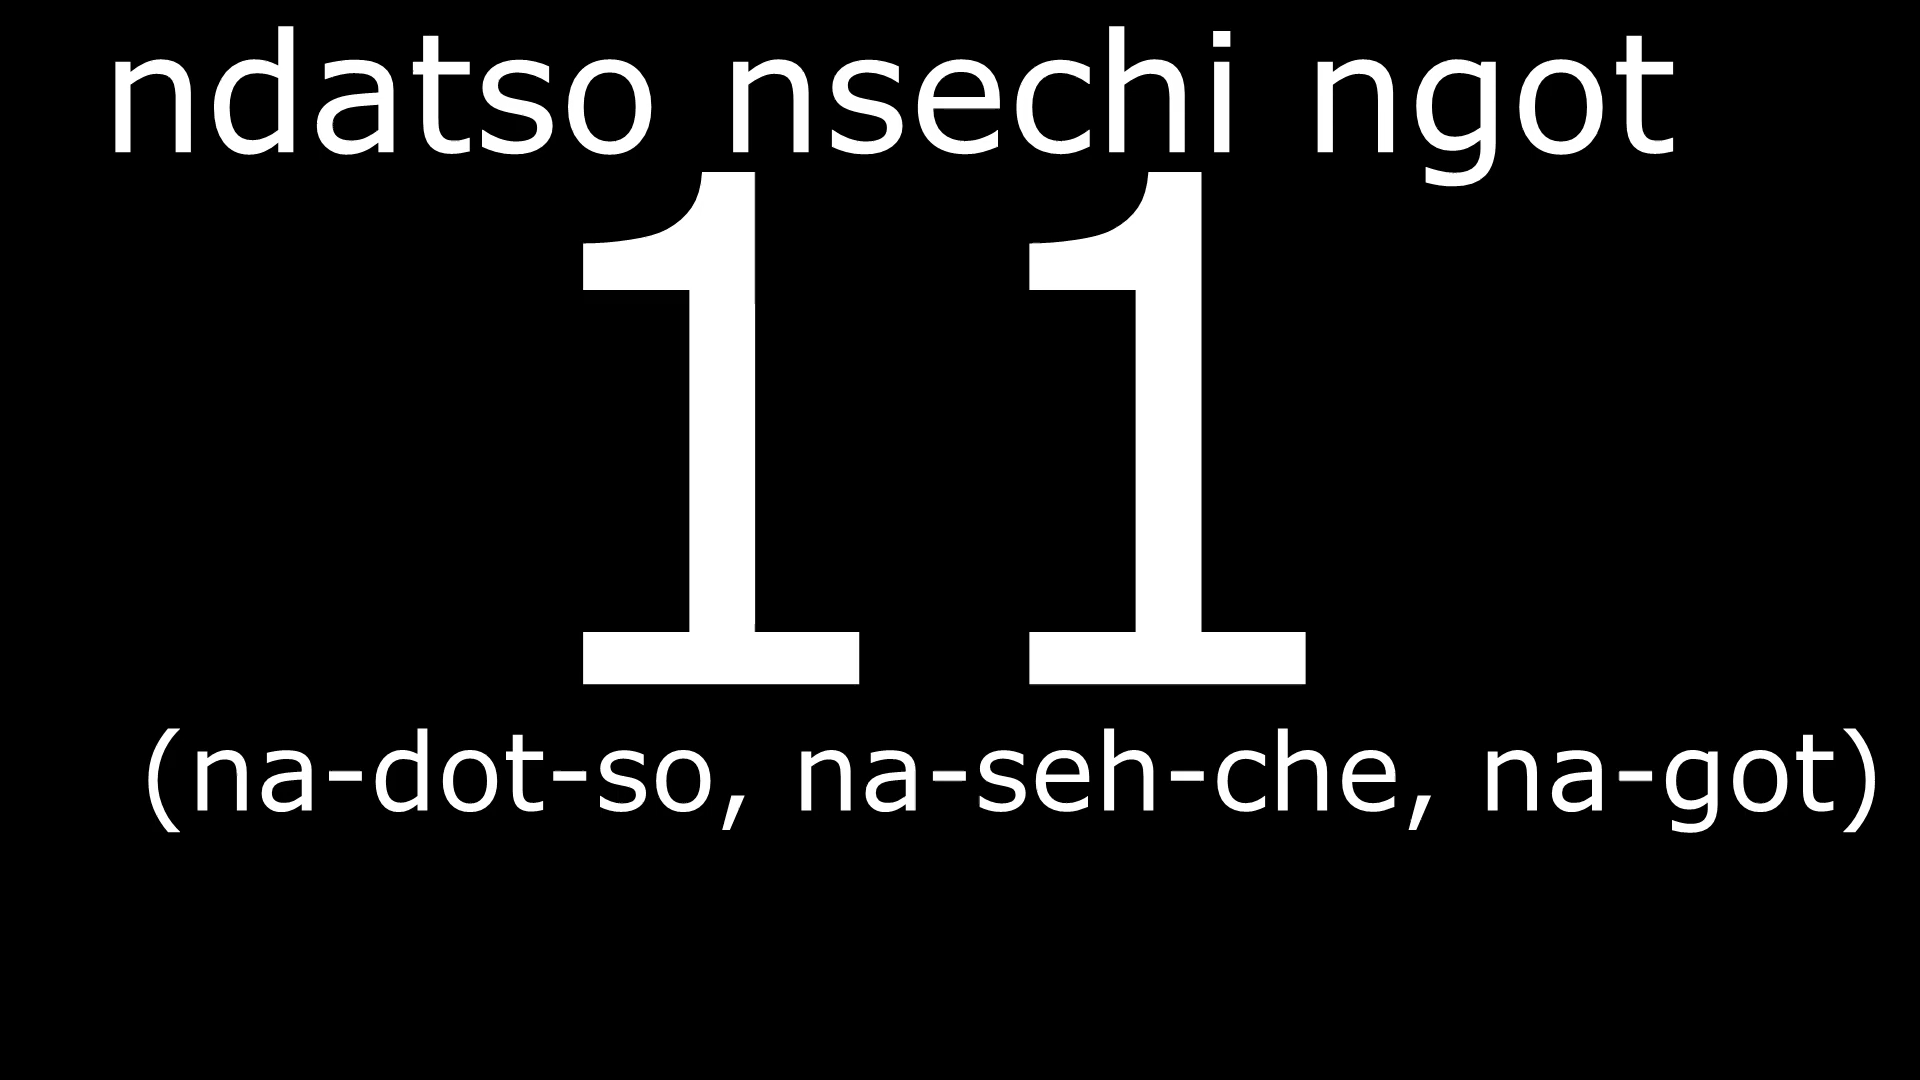 ndatso nsechi ngot
11
(na-dot-so, na-seh-che, na-got)